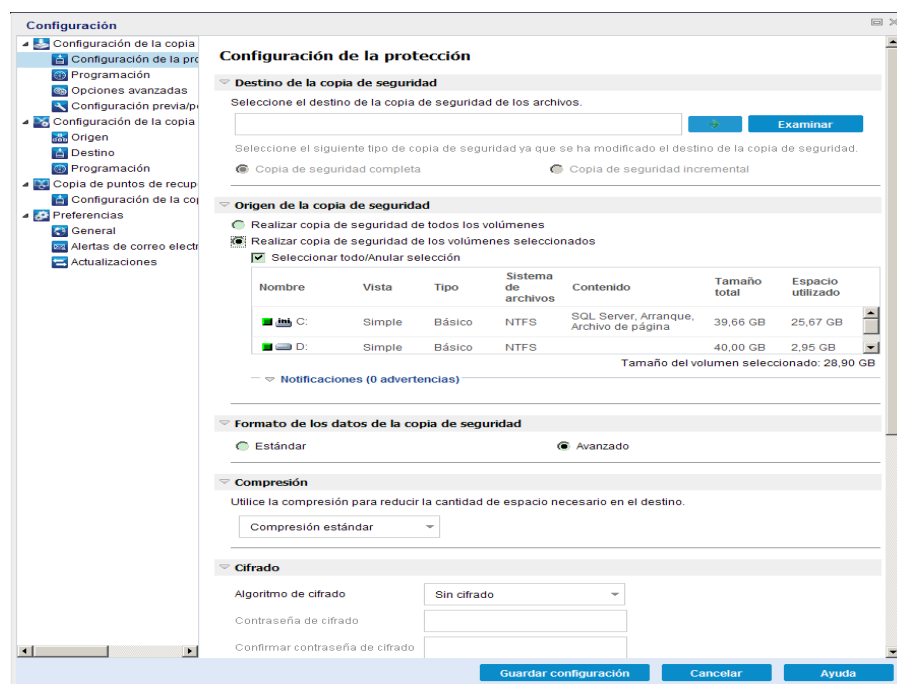 Configuración
Configuración de la copia
Configuración de la pro
Programación
Opciones avanzadas
Configuración previa/p
Configuración de la copia
Origen
Destino
Programación
Copia de puntos de recup
Configuración de la co
Preferencias
General
Alertas de correo electr
Actualizaciones
Configuración de la protección
Destino de la copia de seguridad
Seleccione el destino de la copia de seguridad de los archivos.
Examinar
Seleccione el siguiente tipo de copia de seguridad ya que se ha modificado el destino de la copia de seguridad.
Copia de seguridad completa Copia de seguridad incremental
Origen de la copia de seguridad
Realizar copia de seguridad de todos los volúmenes
Realizar copia de seguridad de los volúmenes seleccionados
Seleccionar todo/Anular selección
Nombre Vista Tipo Sistema de archivos Contenido Tamaño total Espacio utilizado
C: Simple Básico NTFS SQL Server, Arranque, Archivo de página 39,66 GB 25,67 GB
D: Simple Básico NTFS 40,00 GB 2,95 GB
Tamaño del volumen seleccionado: 28,90 GB
Notificaciones (0 advertencias)
Formato de los datos de la copia de seguridad
Estándar Avanzado
Compresión
Utilice la compresión para reducir la cantidad de espacio necesario en el destino.
Compresión estándar
Cifrado
Algoritmo de cifrado Sin cifrado
Contraseña de cifrado
Confirmar contraseña de cifrado
Guardar configuración Cancelar Ayuda